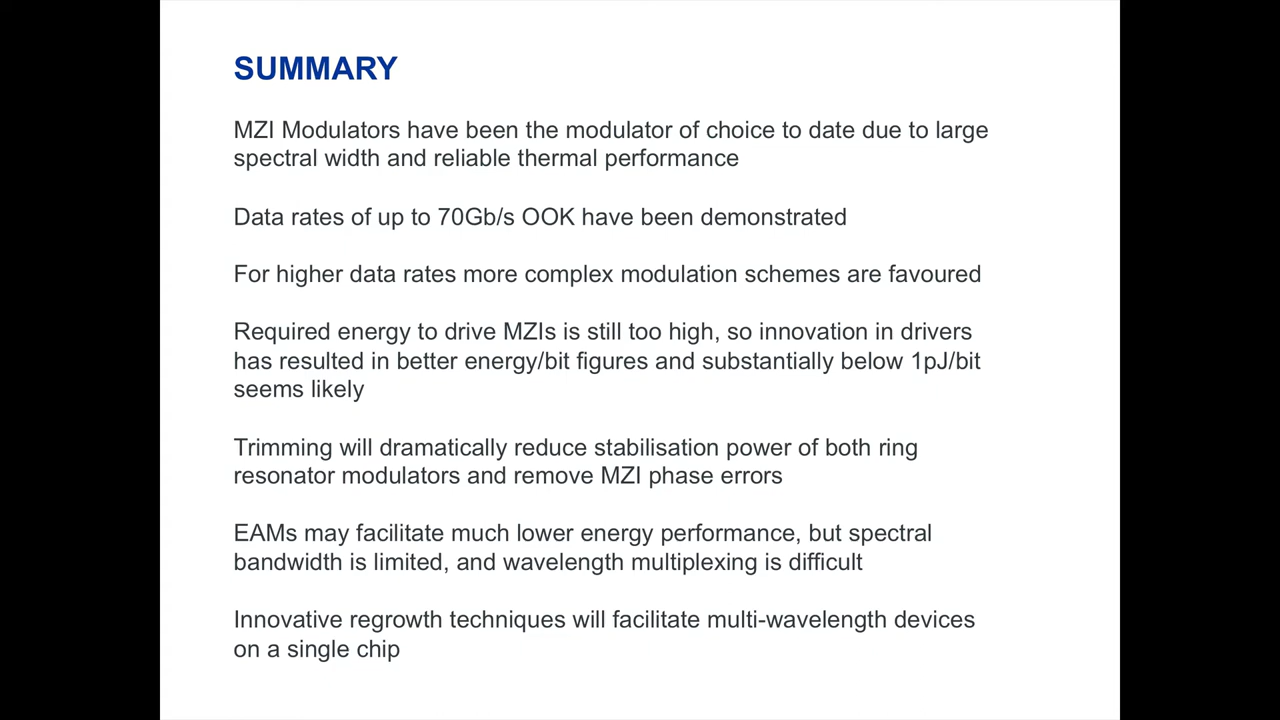 SUMMARY
MZI Modulators have been the modulator of choice to date due to large
spectral width and reliable thermal performance
Data rates of up to 70Gb/s OOK have been demonstrated
For higher data rates more complex modulation schemes are favoured
Required energy to drive MZIs is still too high, so innovation in drivers
has resulted in better energy/bit figures and substantially below 1pJ/bit
seems likely
Trimming will dramatically reduce stabilisation power of both ring
resonator modulators and remove MZI phase errors
EAMs may facilitate much lower energy performance, but spectral
bandwidth is limited, and wavelength multiplexing is difficult
Innovative regrowth techniques will facilitate multi-wavelength devices
on a single chip